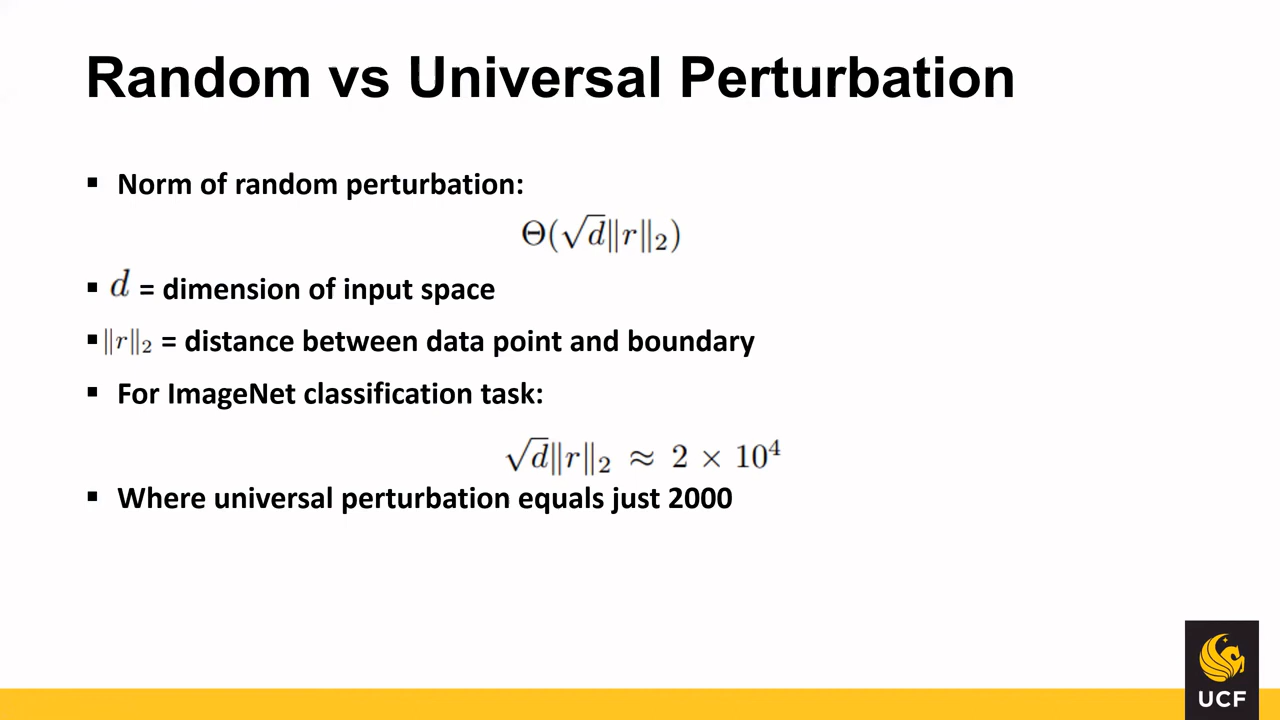 Random vs Universal Perturbation
▪ Norm of random perturbation:
Θ(√d‖r‖₂)
▪ d = dimension of input space
▪ ‖r‖₂ = distance between data point and boundary
▪ For ImageNet classification task:
√d‖r‖₂ ≈ 2 × 10⁴
▪ Where universal perturbation equals just 2000
UCF